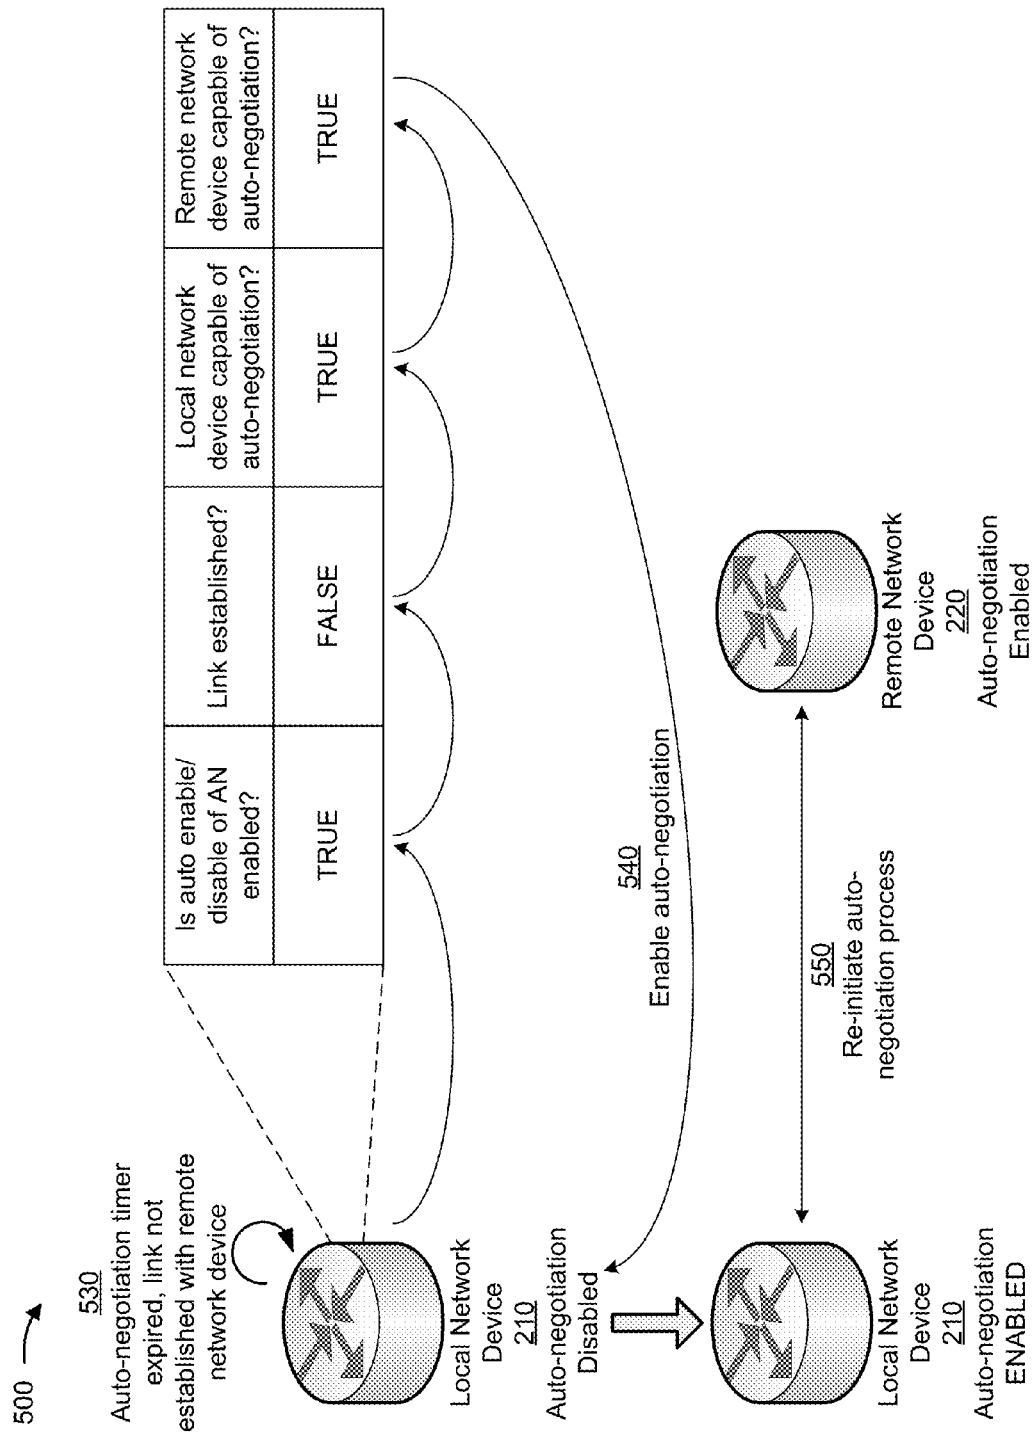 500
530
Auto-negotiation timer
expired, link not
established with remote
network device
Is auto enable/
disable of AN
enabled?
Link established?
Local network
device capable of
auto-negotiation?
Remote network
device capable of
auto-negotiation?
TRUE
FALSE
TRUE
TRUE
Local Network
Device
210
Auto-negotiation
Disabled
540
Enable auto-negotiation
Local Network
Device
210
Auto-negotiation
ENABLED
550
Re-initiate auto-
negotiation process
Remote Network
Device
220
Auto-negotiation
Enabled